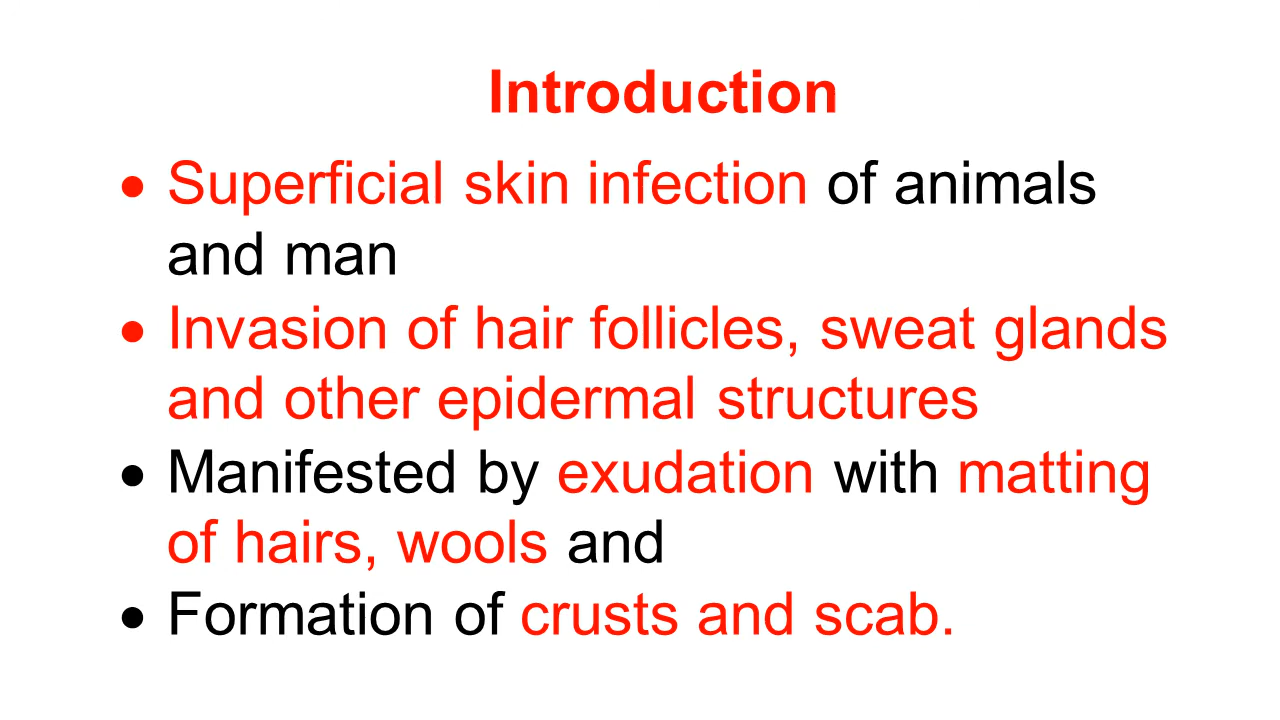 Introduction
• Superficial skin infection of animals
and man
• Invasion of hair follicles, sweat glands
and other epidermal structures
• Manifested by exudation with matting
of hairs, wools and
• Formation of crusts and scab.